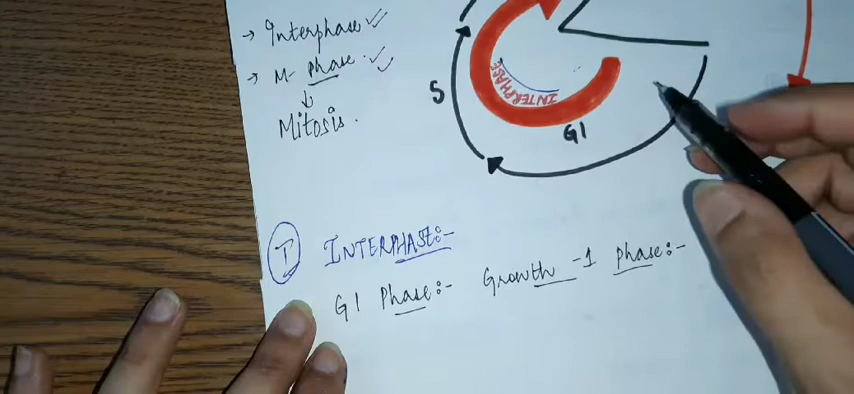 → Interphase ✓
→ M- Phase. ✓
↓
Mitosis.
S
INTERPHASE
G1
I INTERPHASE:-
G1 Phase:- Growth -1 phase:-